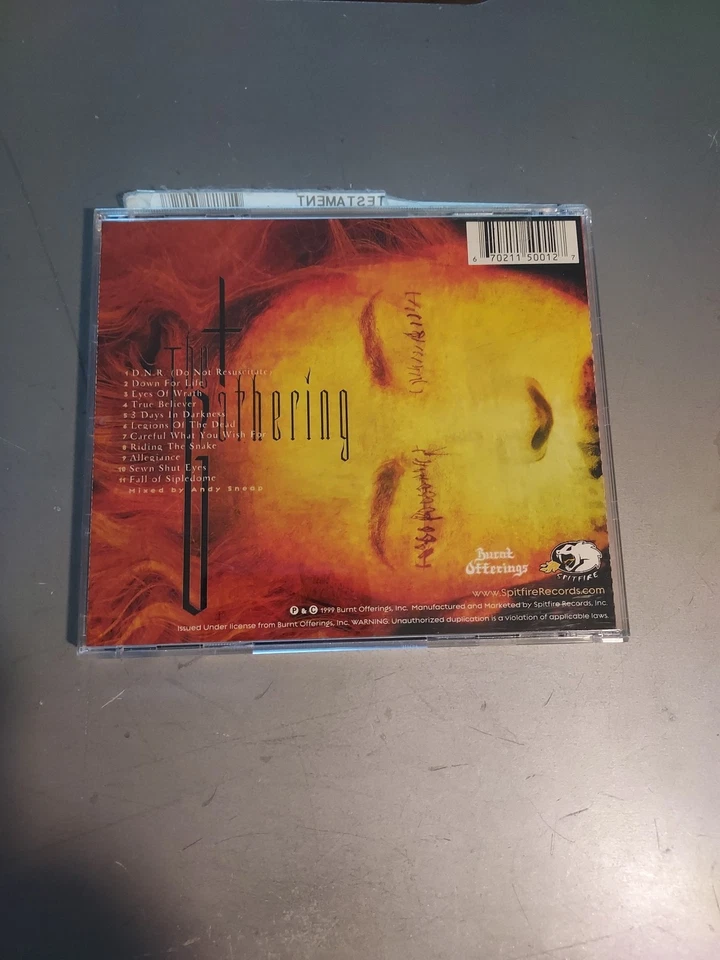 TESTAMENT
6 70211 50012 7
The Gathering
1 D.N.R. (Do Not Resuscitate)
2 Down For Life
3 Eyes Of Wrath
4 True Believer
5 3 Days In Darkness
6 Legions Of The Dead
7 Careful What You Wish For
8 Riding The Snake
9 Allegiance
10 Sewn Shut Eyes
11 Fall of Sipledome
Mixed by Andy Sneap
Burnt
Offerings
SPITFIRE
www.SpitfireRecords.com
Ⓟ & © 1999 Burnt Offerings, Inc. Manufactured and Marketed by Spitfire Records, Inc.
Issued Under license from Burnt Offerings, Inc. WARNING: Unauthorized duplication is a violation of applicable laws.